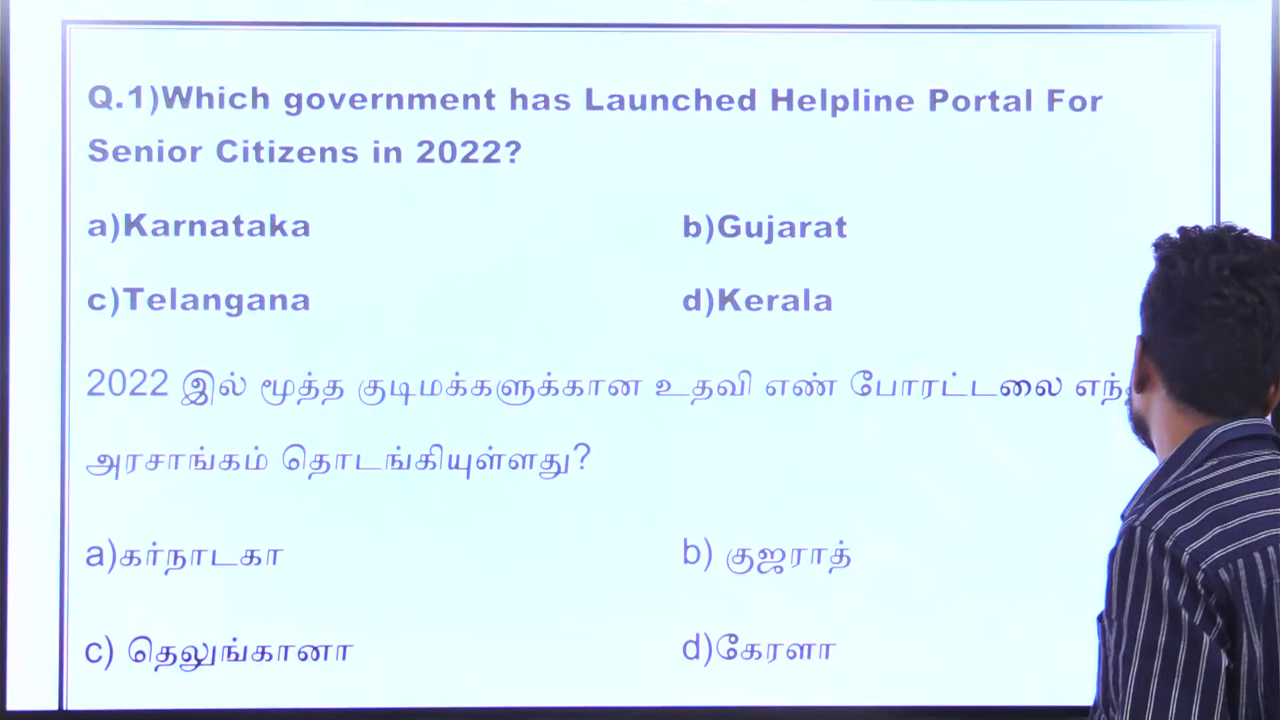 Q.1)Which government has Launched Helpline Portal For
Senior Citizens in 2022?
a)Karnataka b)Gujarat
c)Telangana d)Kerala
2022 இல் மூத்த குடிமக்களுக்கான உதவி எண் போரட்டலை
அரசாங்கம் தொடங்கியுள்ளது?
a)கர்நாடகா b) குஜராத்
c) தெலுங்கானா d)கேரளா